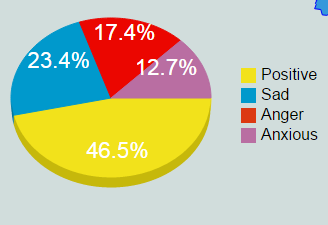 17.4%
23.4%
12.7%
46.5%
Positive
Sad
Anger
Anxious